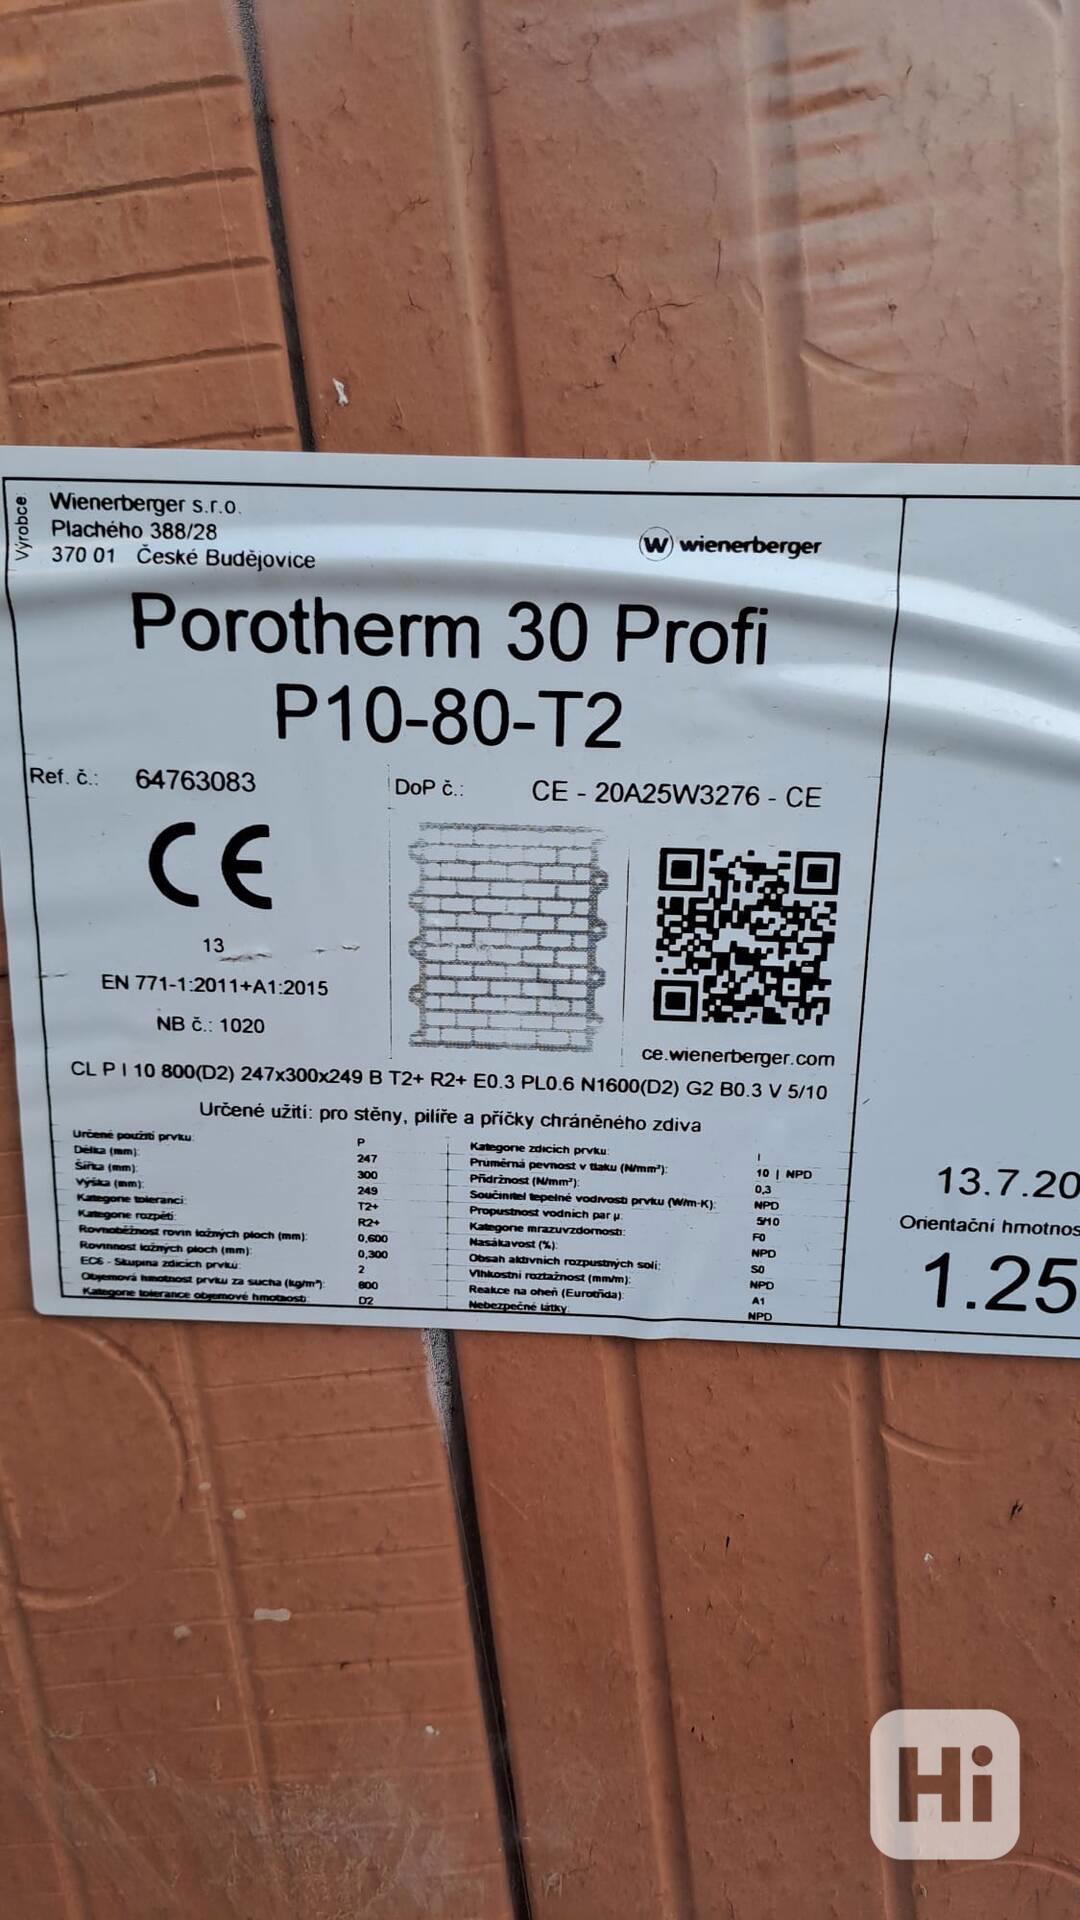 Výrobce:
Wienerberger s.r.o.
Plachého 388/28
370 01 České Budějovice
W wienerberger
Porotherm 30 Profi
P10-80-T2
Ref. č.: 64763083
DoP č.: CE - 20A25W3276 - CE
CE
13
EN 771-1:2011+A1:2015
NB č.: 1020
ce.wienerberger.com
CL P I 10 800(D2) 247x300x249 B T2+ R2+ E0.3 PL0.6 N1600(D2) G2 B0.3 V 5/10
Určené užití: pro stěny, pilíře a příčky chráněného zdiva
Určené použití prvku: P
Délka (mm): 247
Šířka (mm): 300
Výška (mm): 249
Kategorie tolerancí: T2+
Kategorie rozpětí: R2+
Rovnoběžnost rovin ložných ploch (mm): 0,600
Rovinnost ložných ploch (mm): 0,300
EC6 - Skupina zdících prvku: 2
Objemová hmotnost prvku za sucha (kg/m³): 800
Kategorie tolerance objemové hmotnosti: D2
Kategorie zdících prvku: I
Průměrná pevnost v tlaku (N/mm²): 10 | NPD
Přídržnost (N/mm²): 0,3
Součinitel tepelné vodivosti prvku (W/m·K): NPD
Propustnost vodních par µ: 5/10
Kategorie mrazuvzdornosti: F0
Nasákavost (%): NPD
Obsah aktivních rozpustných solí: S0
Vlhkostní roztažnost (mm/m): NPD
Reakce na oheň (Eurotřída): A1
Nebezpečné látky: NPD
13.7.20
Orientační hmotnos
1.25
Hi